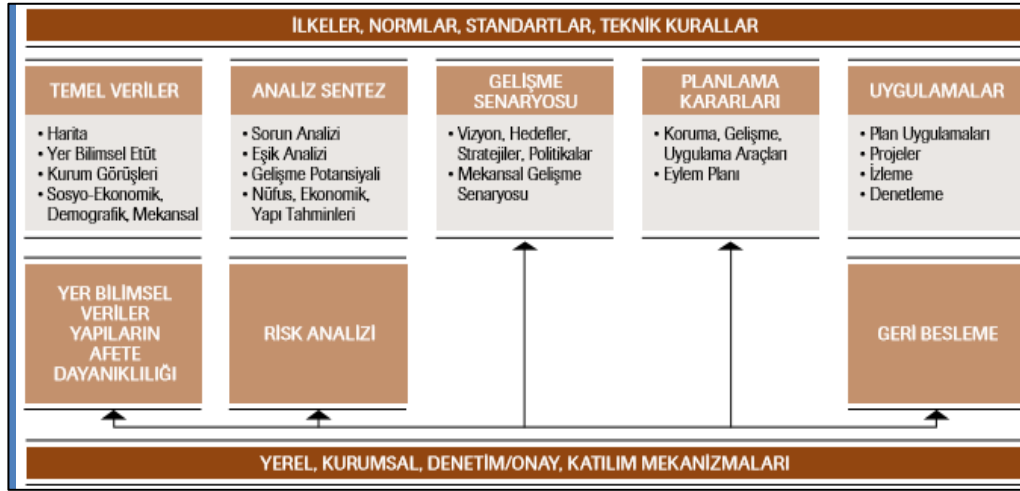 İLKELER, NORMLAR, STANDARTLAR, TEKNİK KURALLAR
TEMEL VERİLER
• Harita
• Yer Bilimsel Etüt
• Kurum Görüşleri
• Sosyo-Ekonomik,
Demografik, Mekansal
ANALİZ SENTEZ
• Sorun Analizi
• Eşik Analizi
• Gelişme Potansiyali
• Nüfus, Ekonomik,
Yapı Tahminleri
GELİŞME
SENARYOSU
• Vizyon, Hedefler,
Stratejiler, Politikalar
• Mekansal Gelişme
Senaryosu
PLANLAMA
KARARLARI
• Koruma, Gelişme,
Uygulama Araçları
• Eylem Planı
UYGULAMALAR
• Plan Uygulamaları
• Projeler
• İzleme
• Denetleme
YER BİLİMSEL
VERİLER
YAPILARIN
AFETE
DAYANIKLILIĞI
RİSK ANALİZİ
GERİ BESLEME
YEREL, KURUMSAL, DENETİM/ONAY, KATILIM MEKANİZMALARI